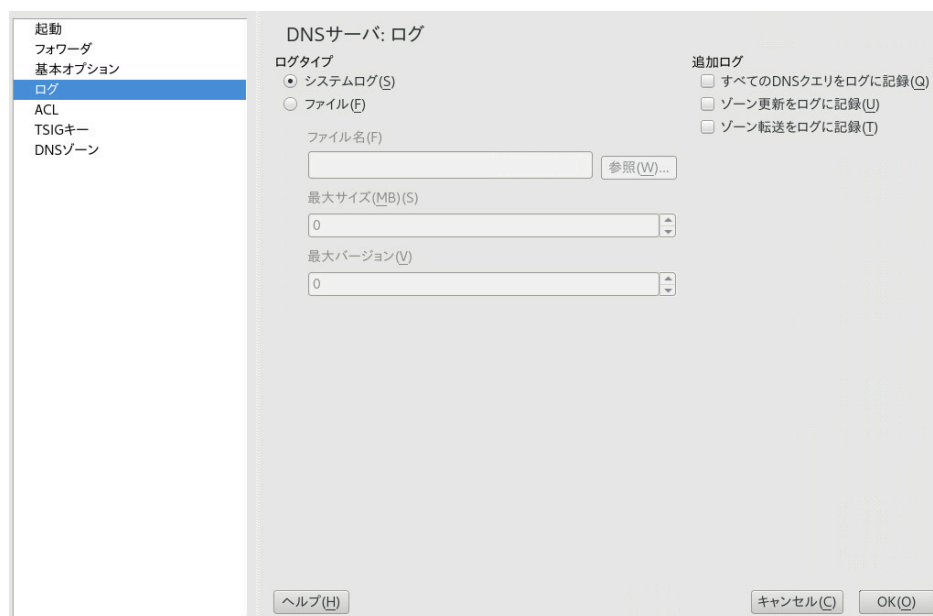 起動
フォワーダ
基本オプション
ログ
ACL
TSIGキー
DNSゾーン
DNSサーバ: ログ
ログタイプ
システムログ(S)
ファイル(F)
ファイル名(F)
参照(W)...
最大サイズ(MB)(S)
0
最大バージョン(V)
0
追加ログ
すべてのDNSクエリをログに記録(Q)
ゾーン更新をログに記録(U)
ゾーン転送をログに記録(T)
ヘルプ(H)
キャンセル(C)
OK(O)